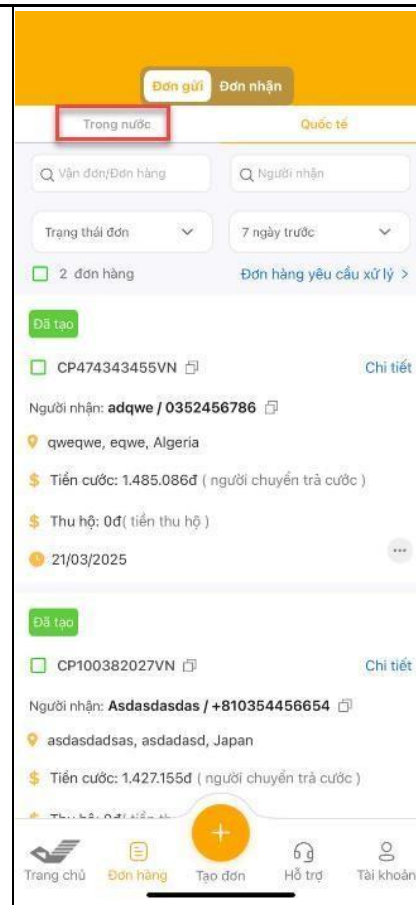 Đơn gửi Đơn nhận
Trong nước Quốc tế
Vận đơn/Đơn hàng Người nhận
Trạng thái đơn 7 ngày trước
2 đơn hàng Đơn hàng yêu cầu xử lý >
Đã tạo
CP474343455VN Chi tiết
Người nhận: adqwe / 0352456786
qweqwe, eqwe, Algeria
$ Tiền cước: 1.485.086đ ( người chuyển trả cước )
$ Thu hộ: 0đ( tiền thu hộ )
21/03/2025
Đã tạo
CP100382027VN Chi tiết
Người nhận: Asdasdasdas / +810354456654
asdasdadsas, asdadasd, Japan
$ Tiền cước: 1.427.155đ ( người chuyển trả cước )
Trang chủ Đơn hàng Tạo đơn Hỗ trợ Tài khoản